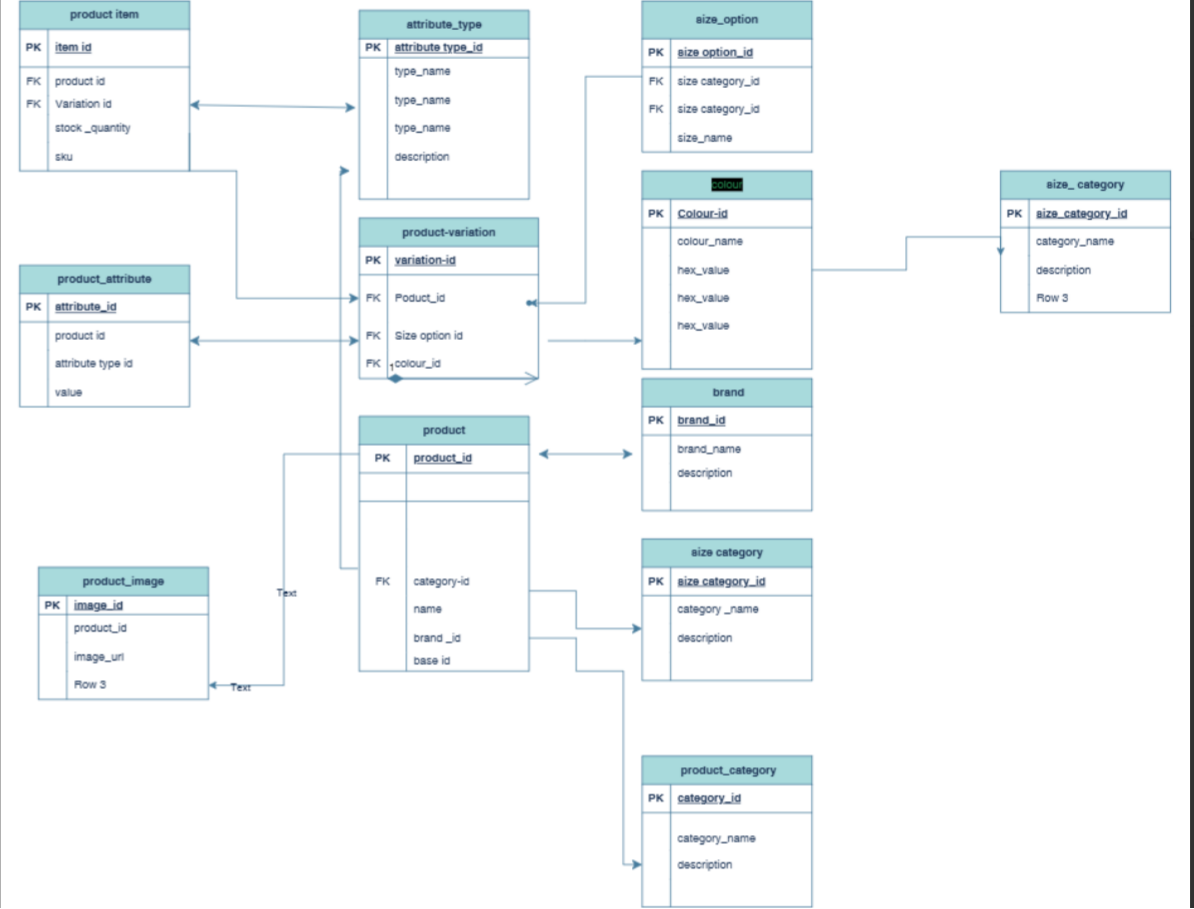 product item
PK item id
FK product id
FK Variation id
stock _quantity
sku
attribute_type
PK attribute type_id
type_name
type_name
type_name
description
size_option
PK size option_id
FK size category_id
FK size category_id
size_name
colour
PK Colour-id
colour_name
hex_value
hex_value
hex_value
size_ category
PK size_category_id
category_name
description
Row 3
product-variation
PK variation-id
FK Poduct_id
FK Size option id
FK colour_id
1
product_attribute
PK attribute_id
product id
attribute type id
value
brand
PK brand_id
brand_name
description
product
PK product_id
FK category-id
name
brand _id
base id
size category
PK size category_id
category _name
description
product_image
PK image_id
product_id
image_url
Row 3
Text
Text
product_category
PK category_id
category_name
description